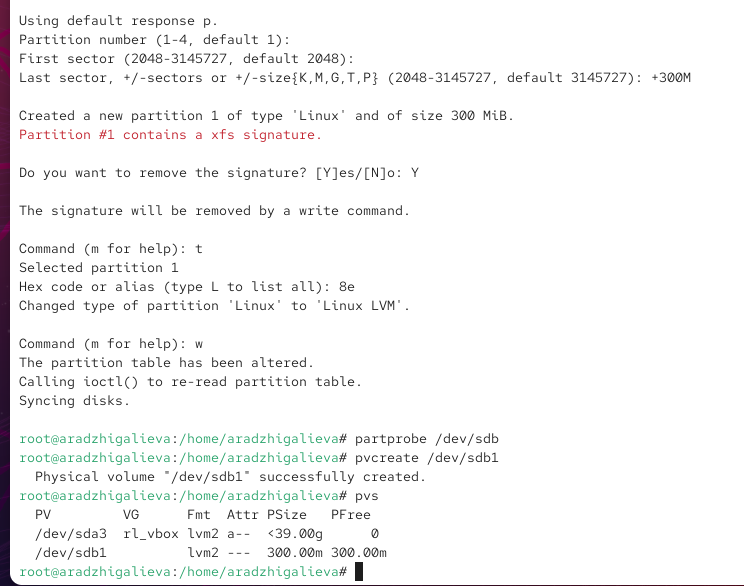 Using default response p.
Partition number (1-4, default 1):
First sector (2048-3145727, default 2048):
Last sector, +/-sectors or +/-size{K,M,G,T,P} (2048-3145727, default 3145727): +300M
Created a new partition 1 of type 'Linux' and of size 300 MiB.
Partition #1 contains a xfs signature.
Do you want to remove the signature? [Y]es/[N]o: Y
The signature will be removed by a write command.
Command (m for help): t
Selected partition 1
Hex code or alias (type L to list all): 8e
Changed type of partition 'Linux' to 'Linux LVM'.
Command (m for help): w
The partition table has been altered.
Calling ioctl() to re-read partition table.
Syncing disks.
root@aradzhigalieva:/home/aradzhigalieva# partprobe /dev/sdb
root@aradzhigalieva:/home/aradzhigalieva# pvcreate /dev/sdb1
  Physical volume "/dev/sdb1" successfully created.
root@aradzhigalieva:/home/aradzhigalieva# pvs
  PV         VG      Fmt  Attr PSize   PFree
  /dev/sda3  rl_vbox lvm2 a--  <39.00g      0
  /dev/sdb1          lvm2 ---  300.00m 300.00m
root@aradzhigalieva:/home/aradzhigalieva#